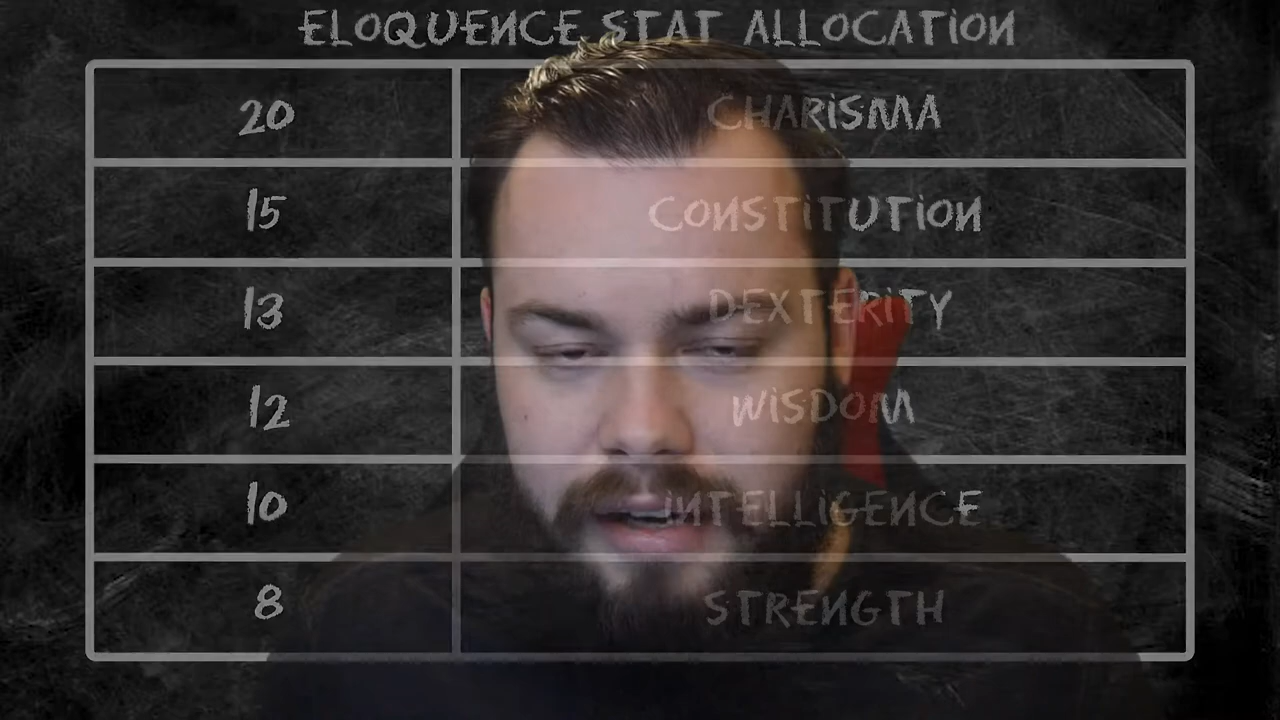 ELOQUENCE STAT ALLOCATION
20 CHARISMA
15 CONSTITUTION
13 DEXTERITY
12 WISDOM
10 INTELLIGENCE
8 STRENGTH